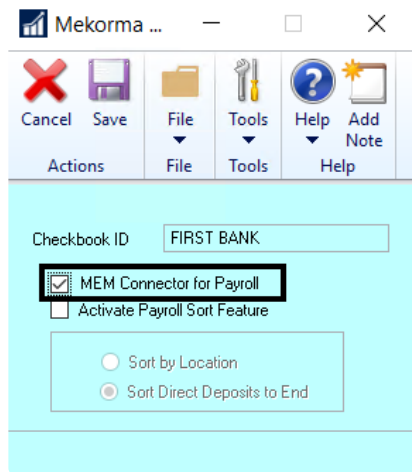 Mekorma ...
Cancel Save File Tools Help Add Note
Actions File Tools Help
Checkbook ID FIRST BANK
MEM Connector for Payroll
Activate Payroll Sort Feature
Sort by Location
Sort Direct Deposits to End